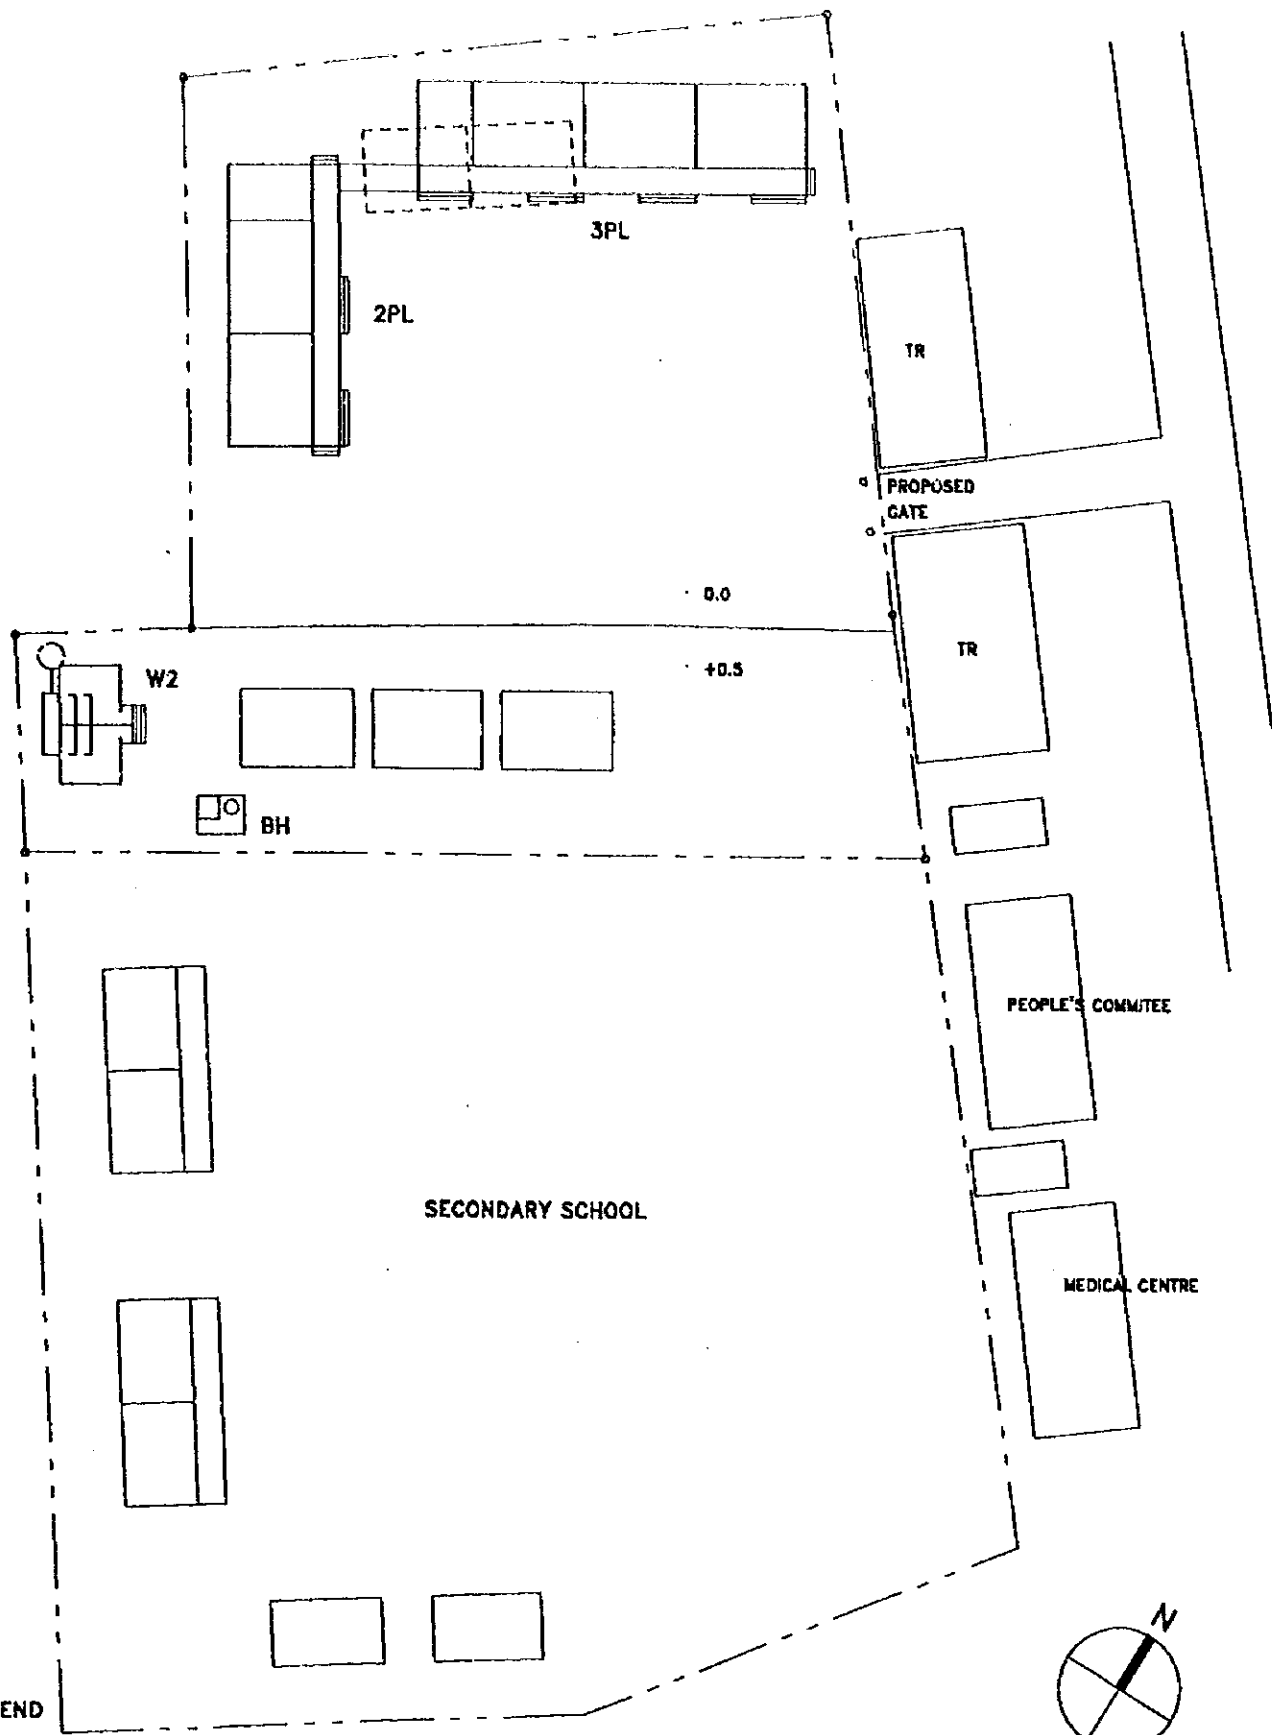 3PL
2PL
TR
PROPOSED
GATE
0.0
TR
+0.5
W2
BH
PEOPLE'S COMMITEE
SECONDARY SCHOOL
MEDICAL CENTRE
N
END